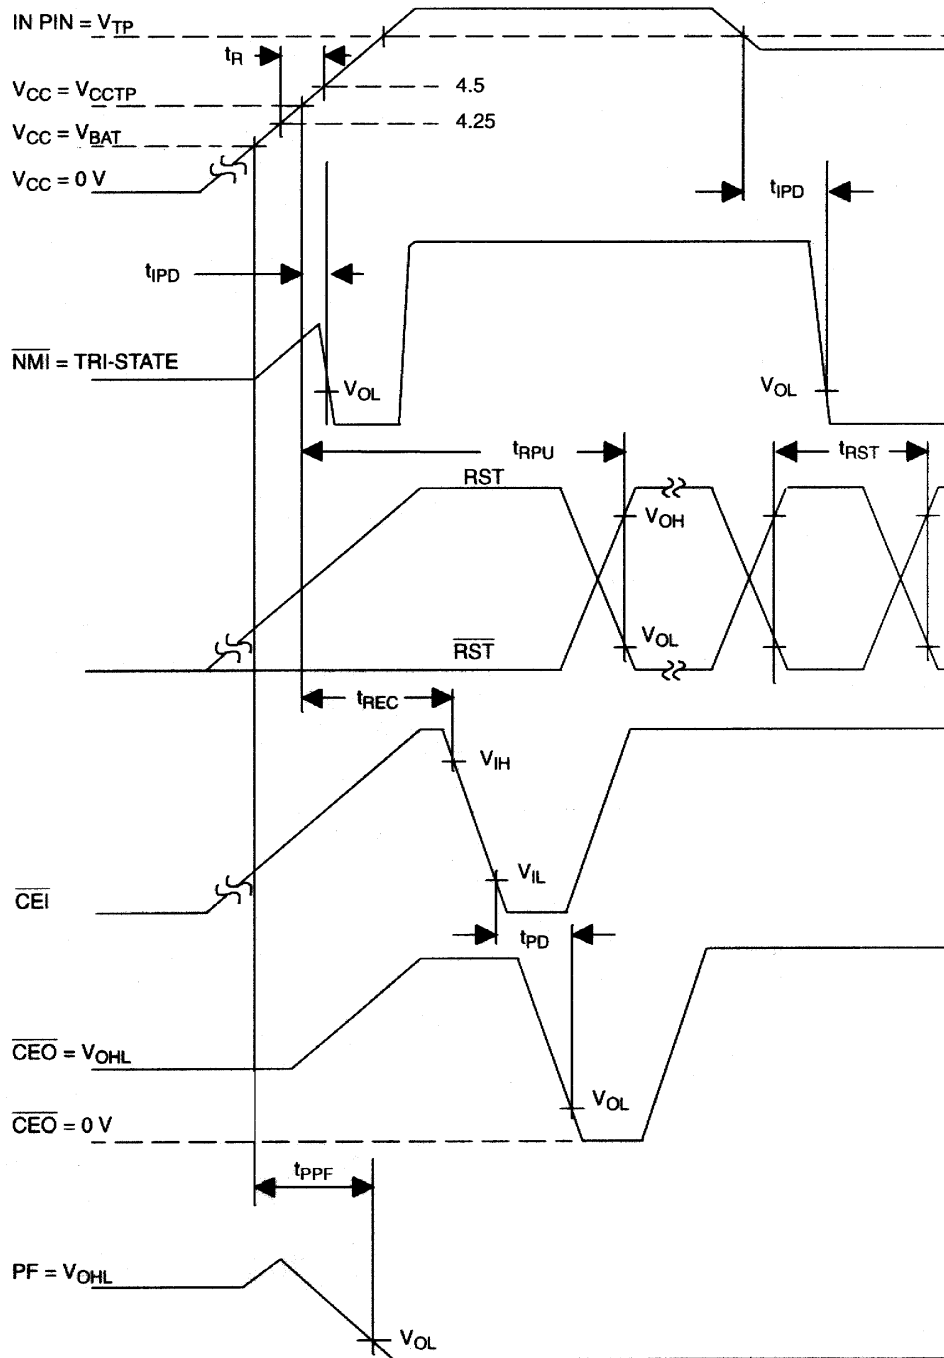 IN PIN = VTP
tR
VCC = VCCTP
4.5
VCC = VBAT
4.25
VCC = 0 V
tIPD
tIPD
NMI = TRI-STATE
VOL
VOL
tRPU
tRST
RST
VOH
VOL
RST
tREC
VIH
VIL
CEI
tPD
CEO = VOHL
VOL
CEO = 0 V
tPPF
PF = VOHL
VOL